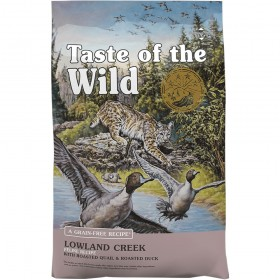 Taste of the
Wild
A GRAIN-FREE RECIPE
LOWLAND CREEK
WITH ROASTED QUAIL & ROASTED DUCK